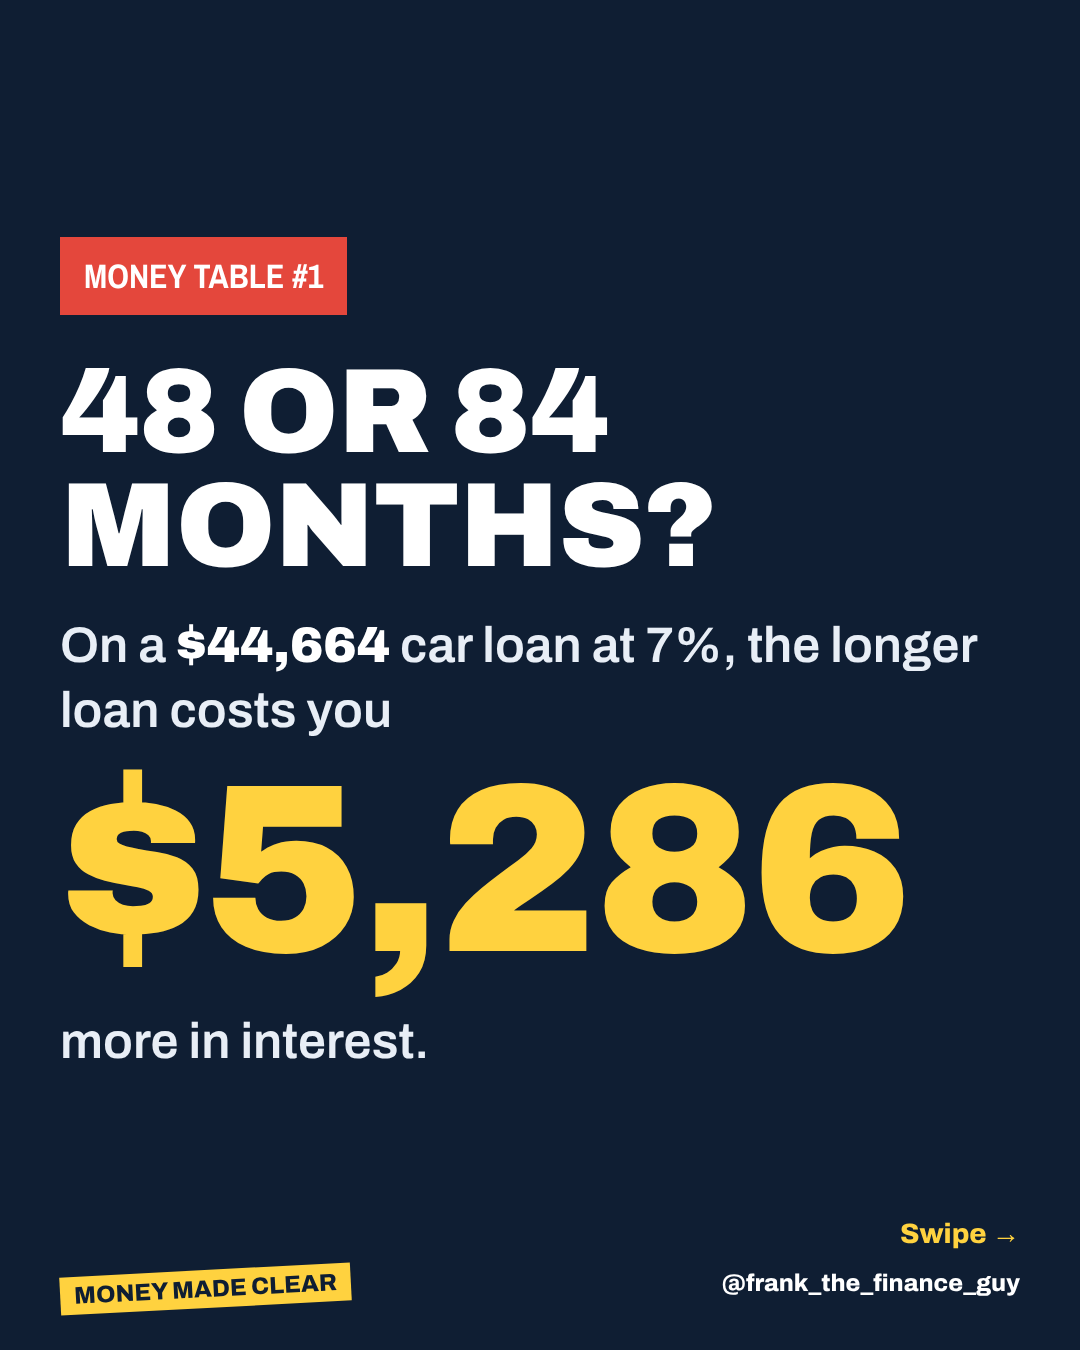 MONEY TABLE #1
48 OR 84
MONTHS?
On a $44,664 car loan at 7%, the longer
loan costs you
$5,286
more in interest.
Swipe →
MONEY MADE CLEAR
@frank_the_finance_guy